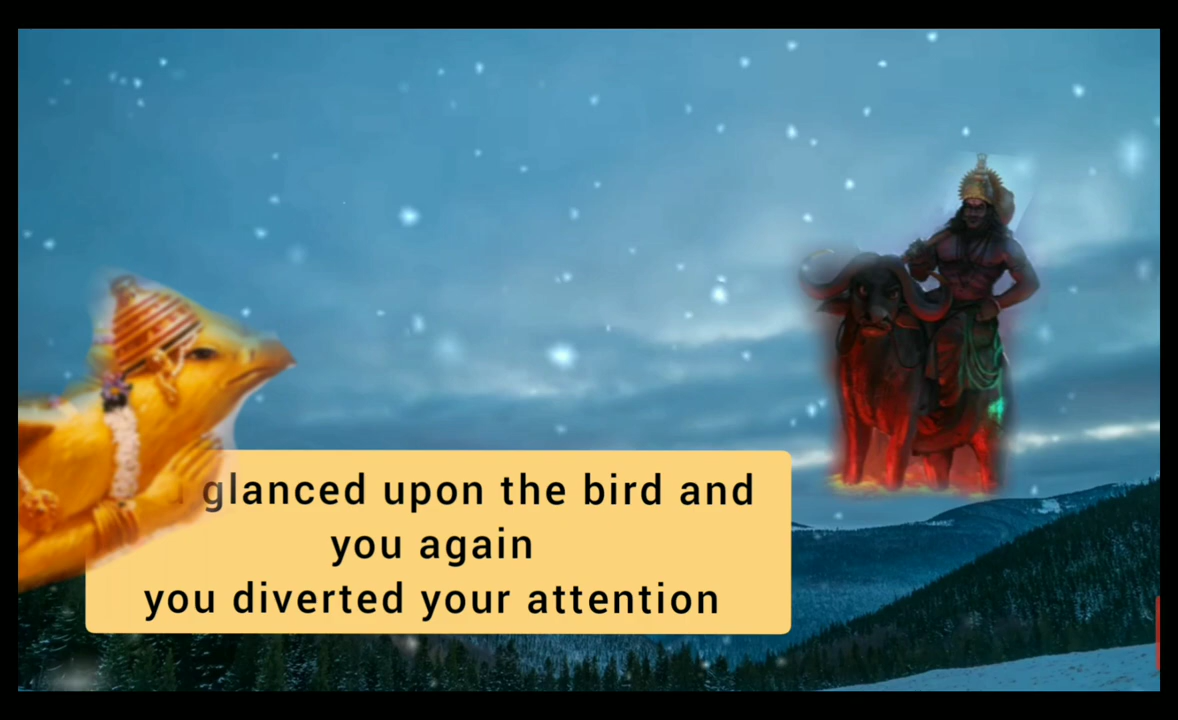 glanced upon the bird and
you again
you diverted your attention